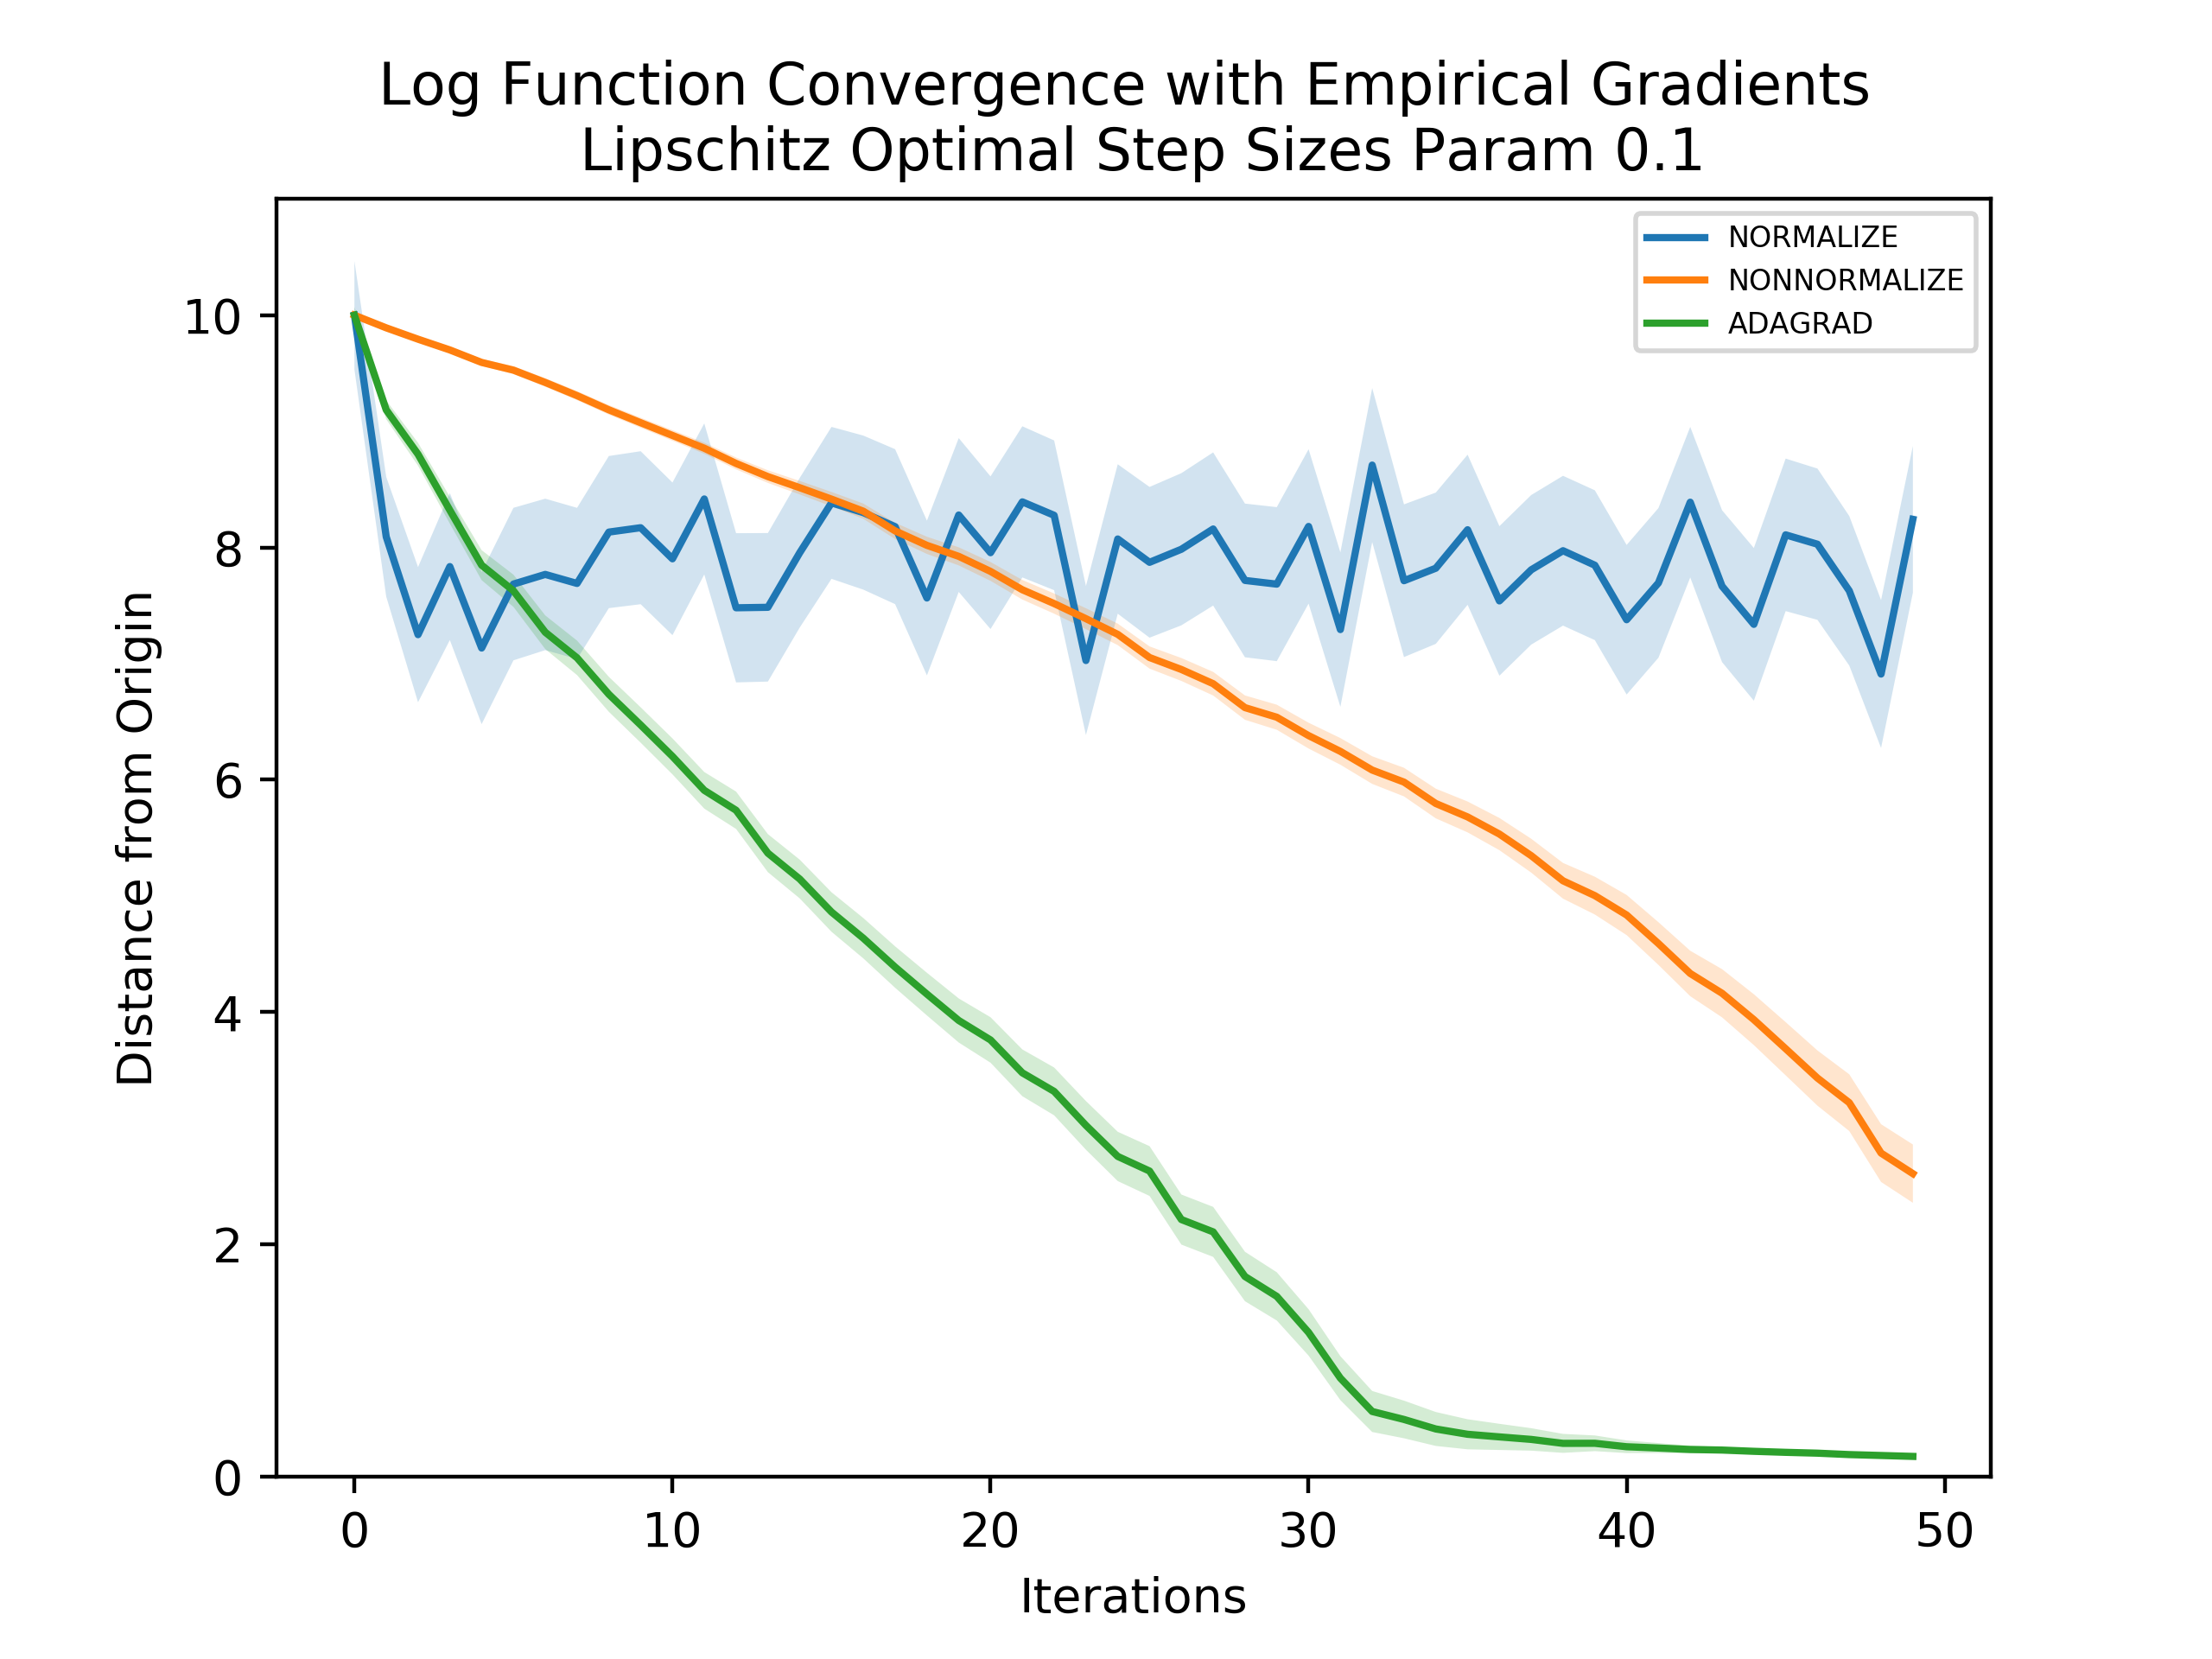 Log Function Convergence with Empirical Gradients
Lipschitz Optimal Step Sizes Param 0.1
NORMALIZE
NONNORMALIZE
ADAGRAD
Distance from Origin
10
8
6
4
2
0
0 10 20 30 40 50
Iterations